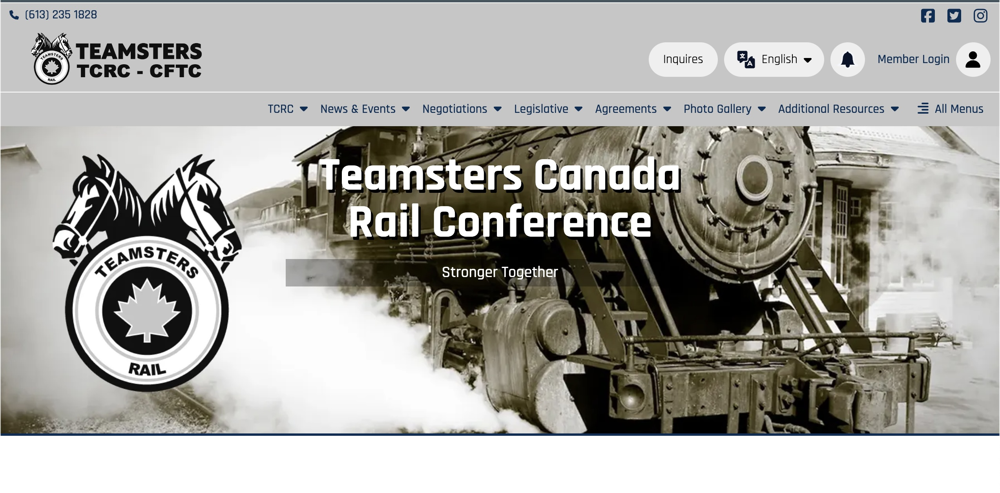 (613) 235 1828
TEAMSTERS
RAIL
TEAMSTERS
TCRC - CFTC
Inquires
English
Member Login
TCRC
News & Events
Negotiations
Legislative
Agreements
Photo Gallery
Additional Resources
All Menus
Teamsters Canada
Rail Conference
Stronger Together
TEAMSTERS
RAIL